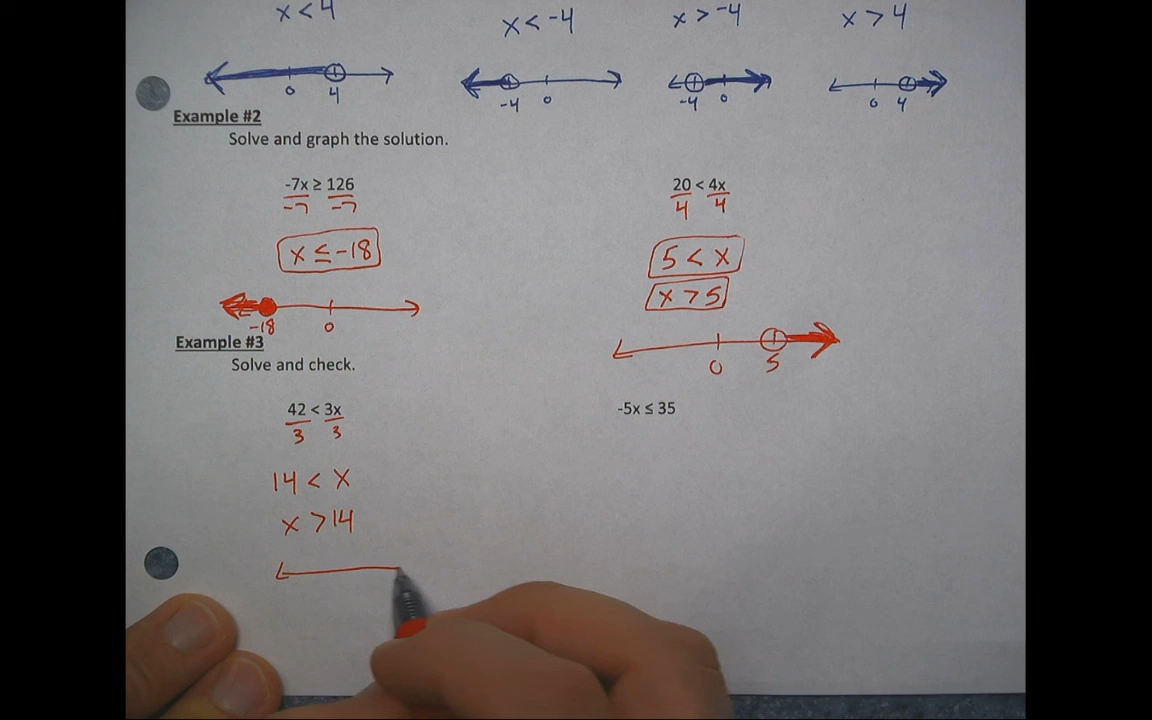 x < 4
x < -4
x > -4
x > 4
0 4
-4 0
-4 0
0 4
Example #2
Solve and graph the solution.
-7x ≥ 126
-7 -7
x ≤ -18
-18 0
20 < 4x
4 4
5 < x
x > 5
0 5
Example #3
Solve and check.
42 < 3x
3 3
14 < x
x > 14
-5x ≤ 35